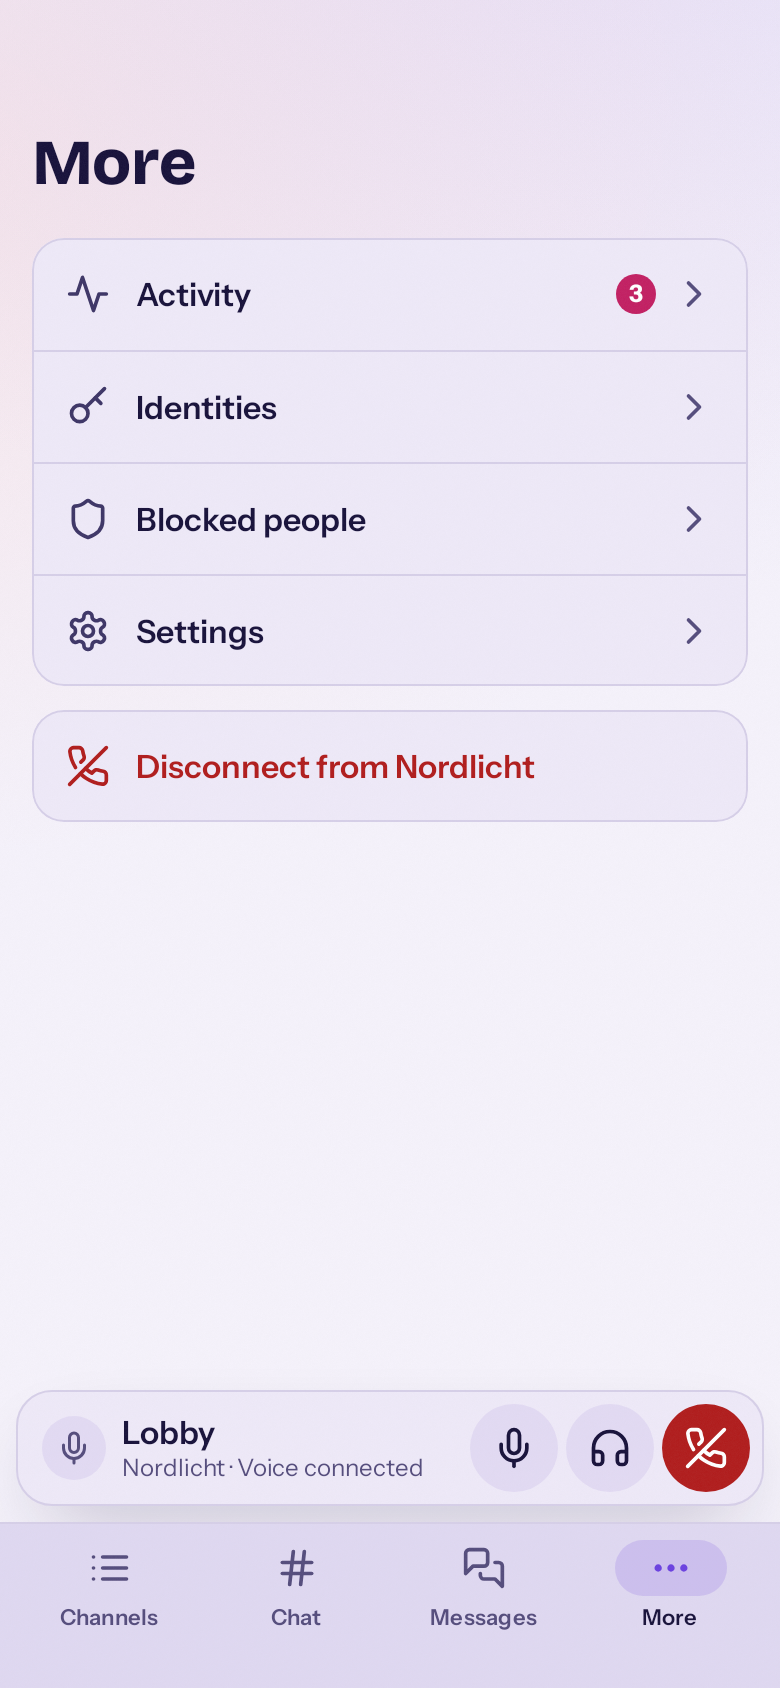 More
Activity
3
Identities
Blocked people
Settings
Disconnect from Nordlicht
Lobby
Nordlicht · Voice connected
Channels
Chat
Messages
More